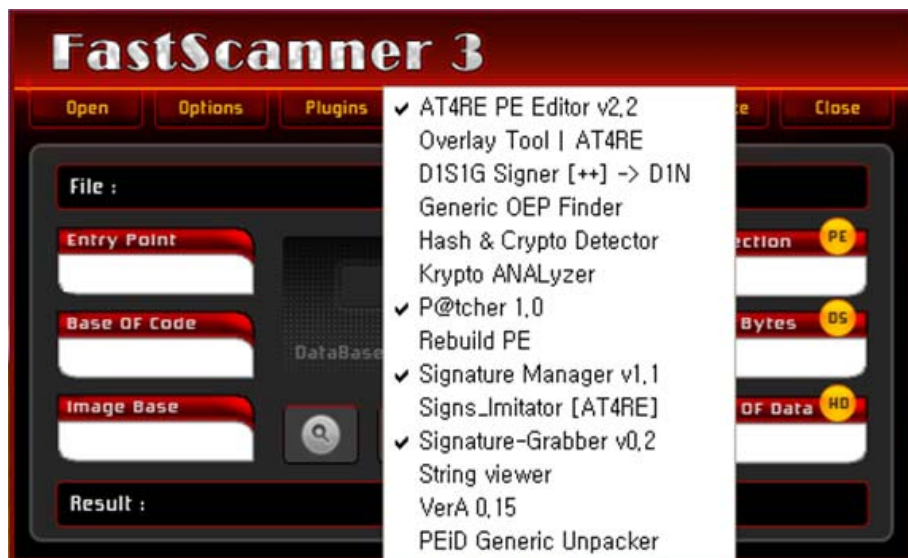 FastScanner 3
Open Options Plugins Close
AT4RE PE Editor v2.2
Overlay Tool | AT4RE
D1S1G Signer [++] -> D1N
Generic OEP Finder
Hash & Crypto Detector
Krypto ANALyzer
P@tcher 1.0
Rebuild PE
Signature Manager v1.1
Signs_Imitator [AT4RE]
Signature-Grabber v0.2
String viewer
VerA 0.15
PEiD Generic Unpacker
File :
Entry Point
PE
Base OF Code
DataBase
Bytes
DS
Image Base
OF Data
HD
Result :